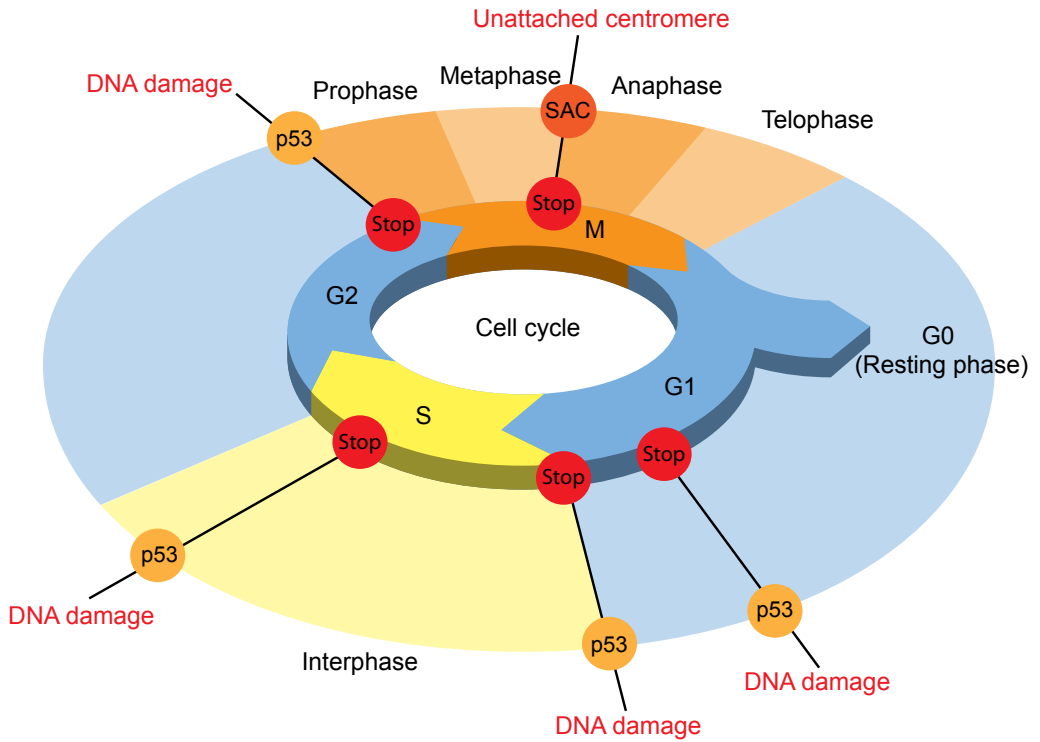 Unattached centromere
DNA damage
Prophase
Metaphase
Anaphase
Telophase
SAC
p53
Stop
Stop
M
G2
Cell cycle
G0
(Resting phase)
G1
S
Stop
Stop
Stop
p53
DNA damage
p53
DNA damage
Interphase
p53
DNA damage